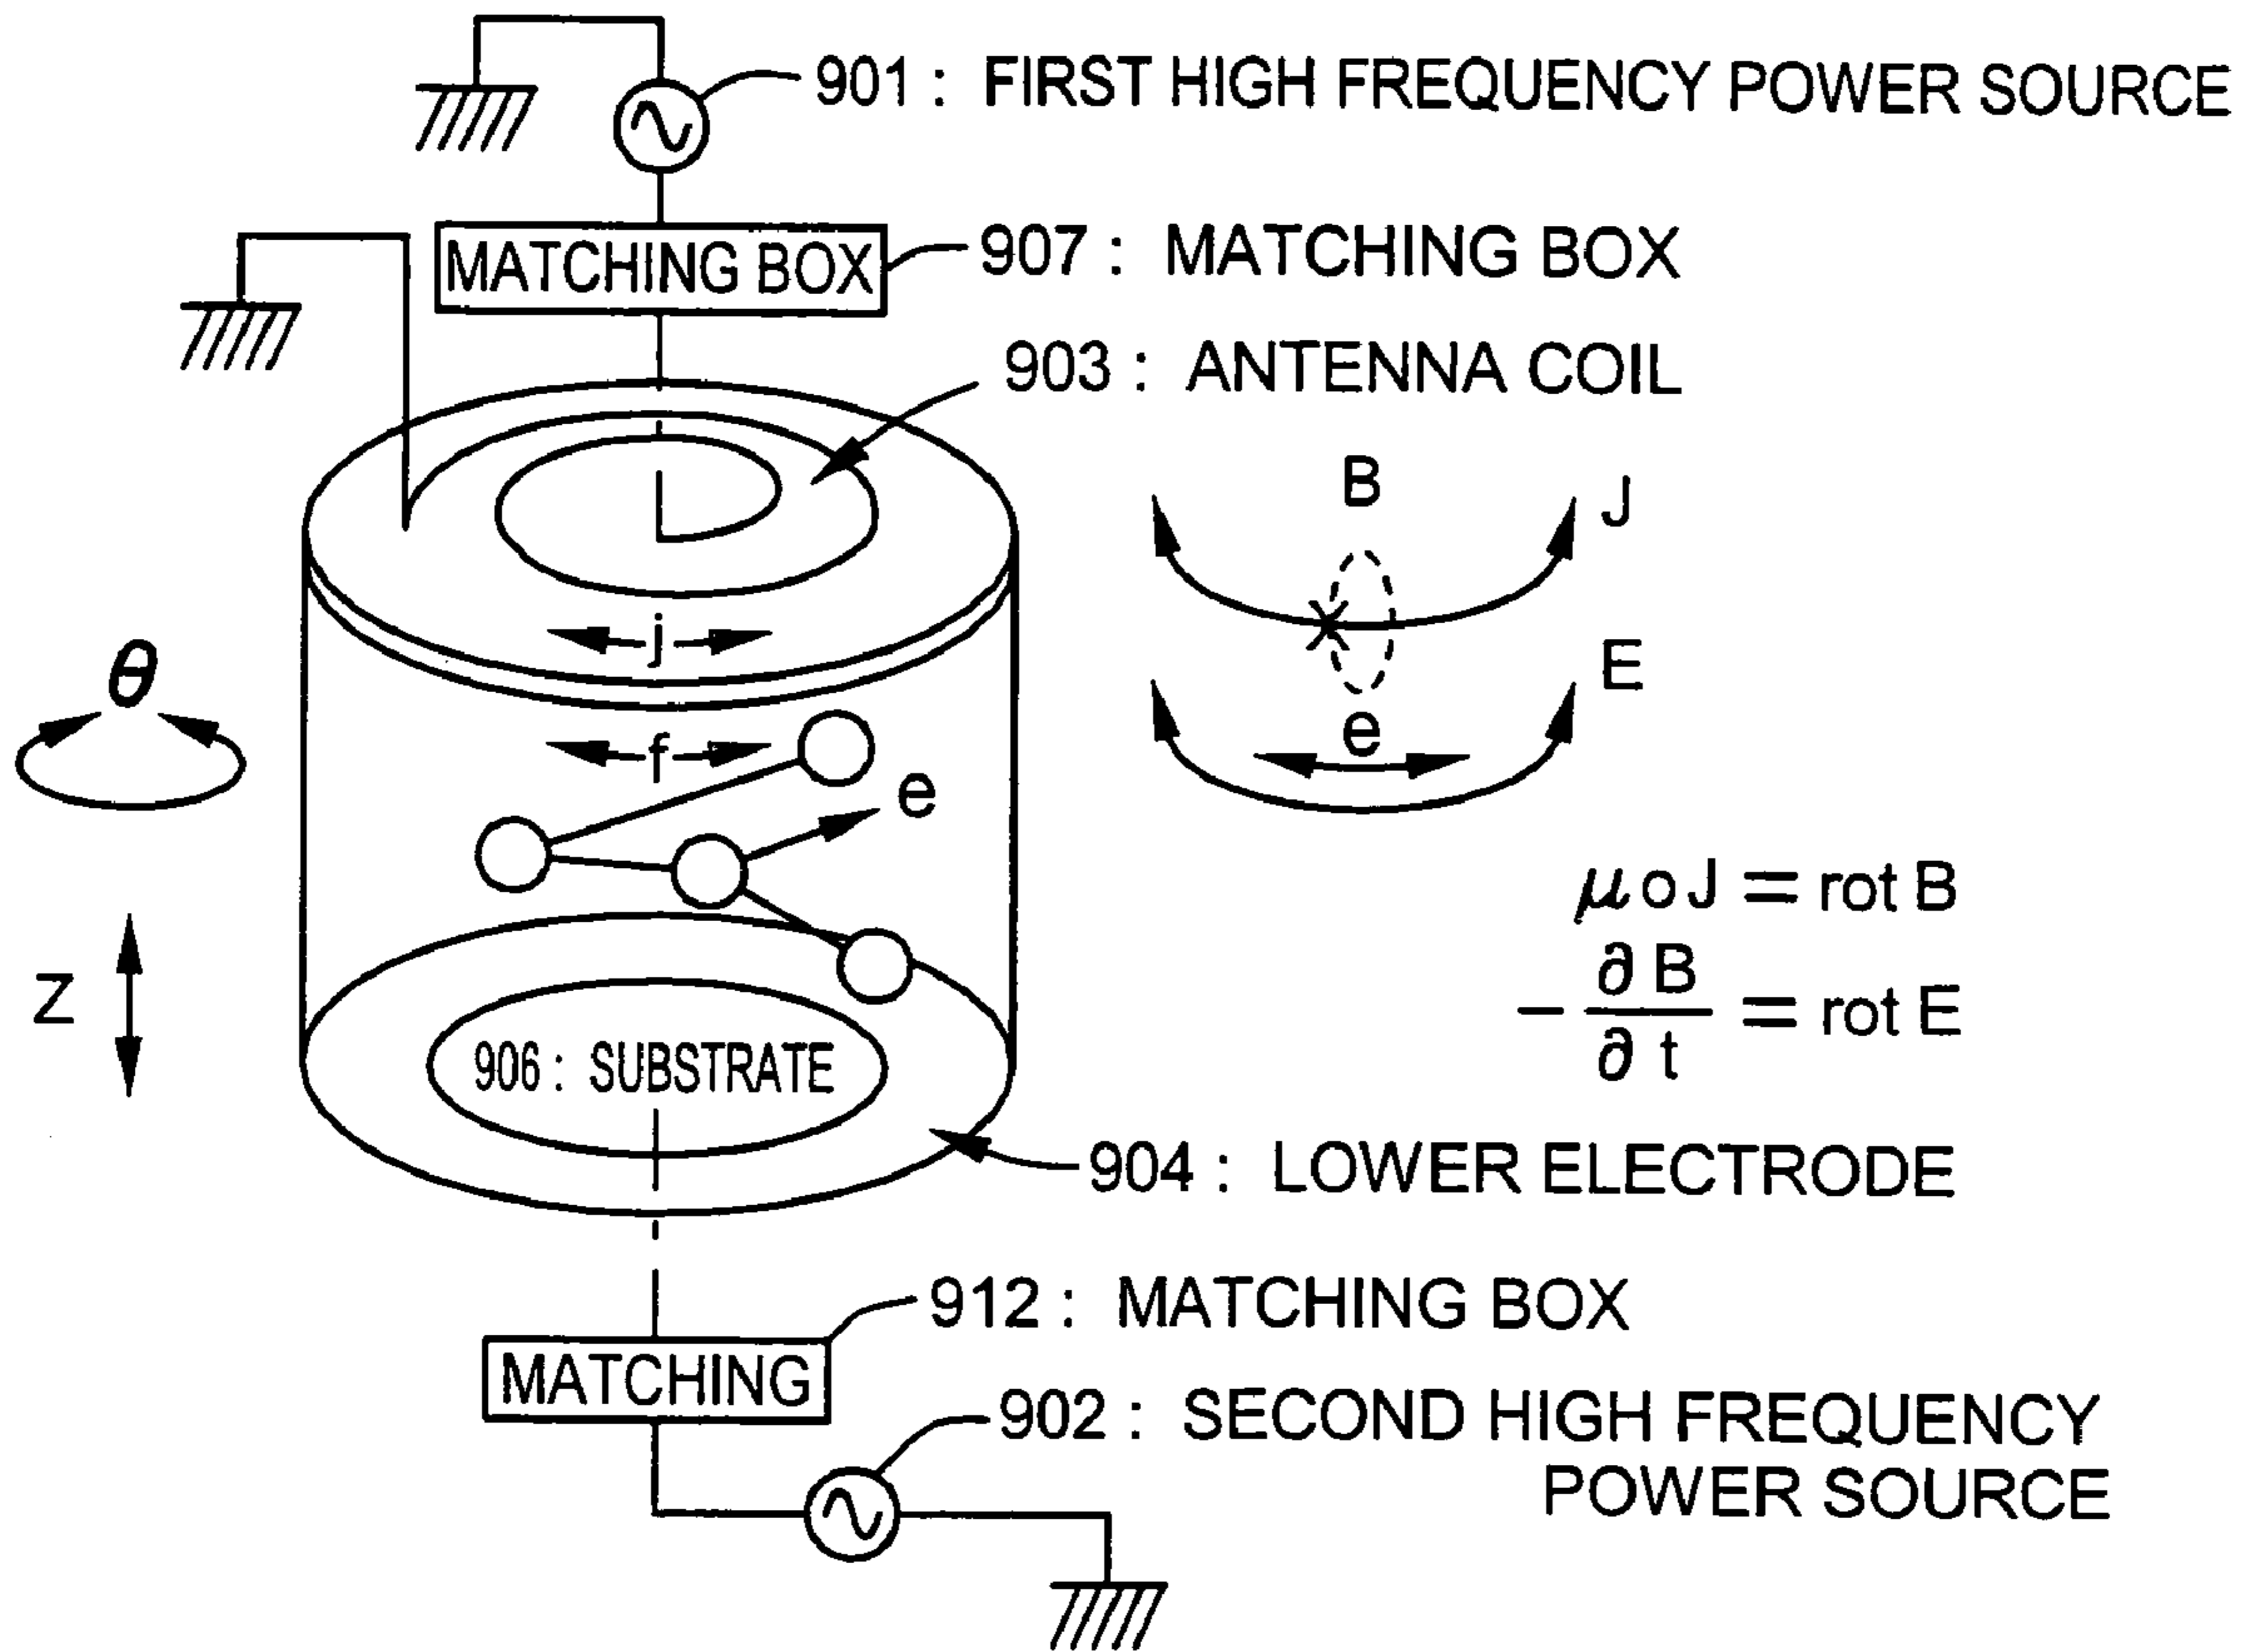 901 : FIRST HIGH FREQUENCY POWER SOURCE
MATCHING BOX
907 : MATCHING BOX
903 : ANTENNA COIL
B
J
j
E
θ
f
e
e
μoJ = rot B
Z
- ∂B/∂t = rot E
906 : SUBSTRATE
904 : LOWER ELECTRODE
912 : MATCHING BOX
MATCHING
902 : SECOND HIGH FREQUENCY
POWER SOURCE